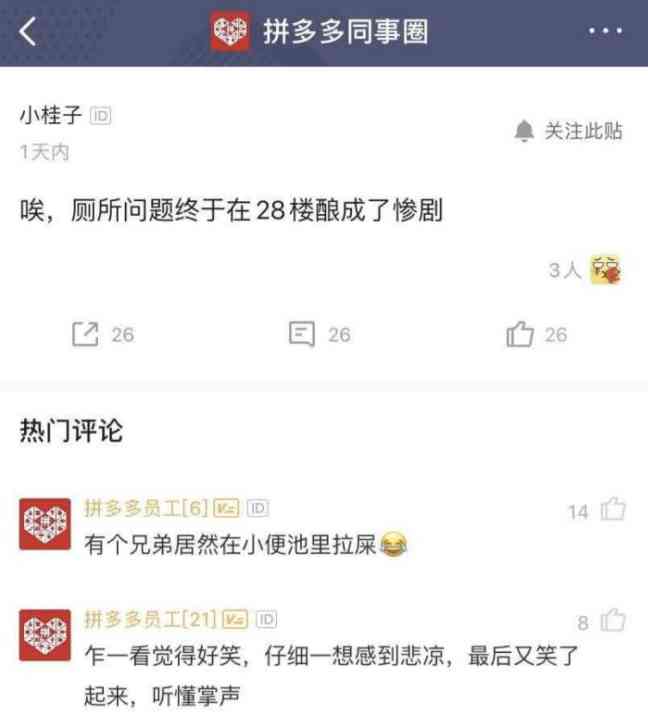 拼多多同事圈
小桂子 ID
关注此贴
1天内
唉，厕所问题终于在28楼酿成了惨剧
3人
26
26
26
热门评论
拼多多员工[6] ID
14
有个兄弟居然在小便池里拉屎😂
拼多多员工[21] ID
8
乍一看觉得好笑，仔细一想感到悲凉，最后又笑了
起来，听懂掌声